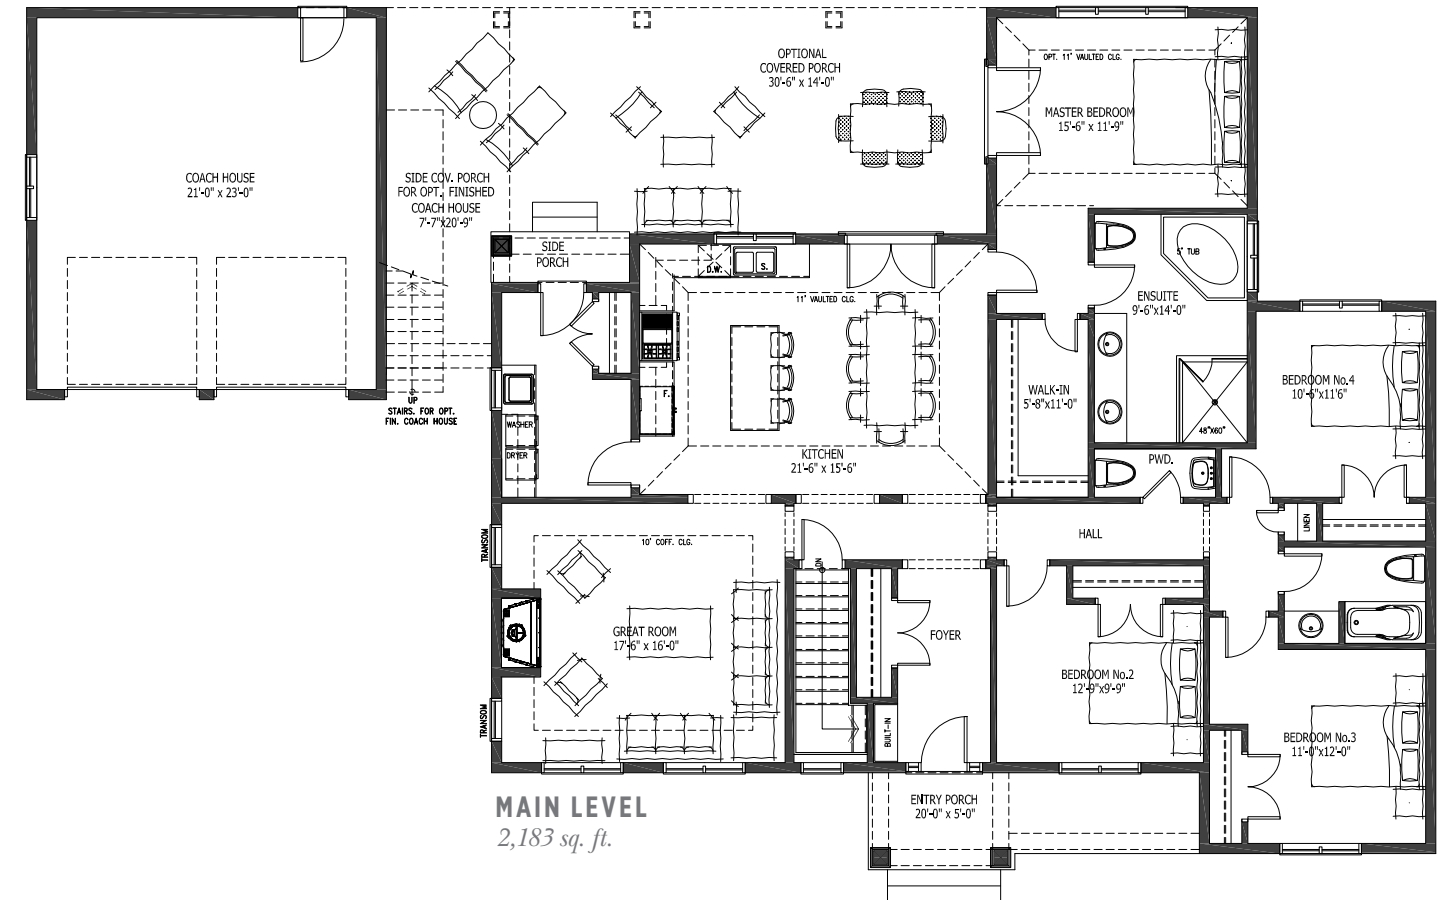 OPTIONAL
COVERED PORCH
30'-6" x 14'-0"
OPT. 11' VAULTED CLG.
MASTER BEDROOM
15'-6" x 11'-9"
COACH HOUSE
21'-0" x 23'-0"
SIDE COV. PORCH
FOR OPT. FINISHED
COACH HOUSE
7'-7"x20'-9"
SIDE
PORCH
D.W.
S.
5' TUB
11' VAULTED CLG.
ENSUITE
9'-6"x14'-0"
F.
WALK-IN
5'-8"x11'-0"
BEDROOM No.4
10'-6"x11'6"
UP
STAIRS. FOR OPT.
FIN. COACH HOUSE
WASHER
DRYER
48"X60"
KITCHEN
21'-6" x 15'-6"
PWD.
TRANSOM
10' COFF. CLG.
HALL
LINEN
DN
GREAT ROOM
17'-6" x 16'-0"
FOYER
BEDROOM No.2
12'-9"x9'-9"
TRANSOM
BUILT-IN
BEDROOM No.3
11'-0"x12'-0"
MAIN LEVEL
2,183 sq. ft.
ENTRY PORCH
20'-0" x 5'-0"